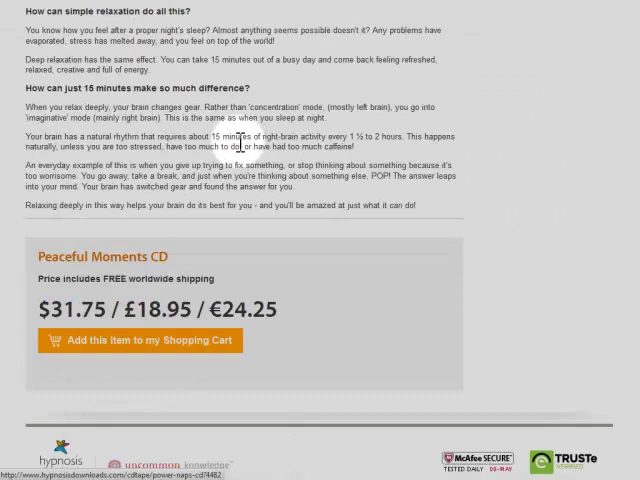 How can simple relaxation do all this?
You know how you feel after a proper night's sleep? Almost anything seems possible doesn't it? Any problems have
evaporated, stress has melted away, and you feel on top of the world!
Deep relaxation has the same effect. You can take 15 minutes out of a busy day and come back feeling refreshed,
relaxed, creative and full of energy.
How can just 15 minutes make so much difference?
When you relax deeply, your brain changes gear. Rather than 'concentration' mode, (mostly left brain), you go into
'imaginative' mode (mainly right brain). This is the same as when you sleep at night.
Your brain has a natural rhythm that requires about 15 minutes of right-brain activity every 1 ½ to 2 hours. This happens
naturally, unless you are too stressed, have too much to do, or have had too much caffeine!
An everyday example of this is when you give up trying to fix something, or stop thinking about something because it's
too worrisome. You go away, take a break, and just when you're thinking about something else, POP! The answer leaps
into your mind. Your brain has switched gear and found the answer for you.
Relaxing deeply in this way helps your brain do its best for you - and you'll be amazed at just what it can do!
Peaceful Moments CD
Price includes FREE worldwide shipping
$31.75 / £18.95 / €24.25
Add this item to my Shopping Cart
hypnosis
uncommon knowledge
McAfee SECURE
TESTED DAILY 08-MAY
TRUSTe
VERIFIED
http://www.hypnosisdownloads.com/cdtape/power-naps-cd?4482